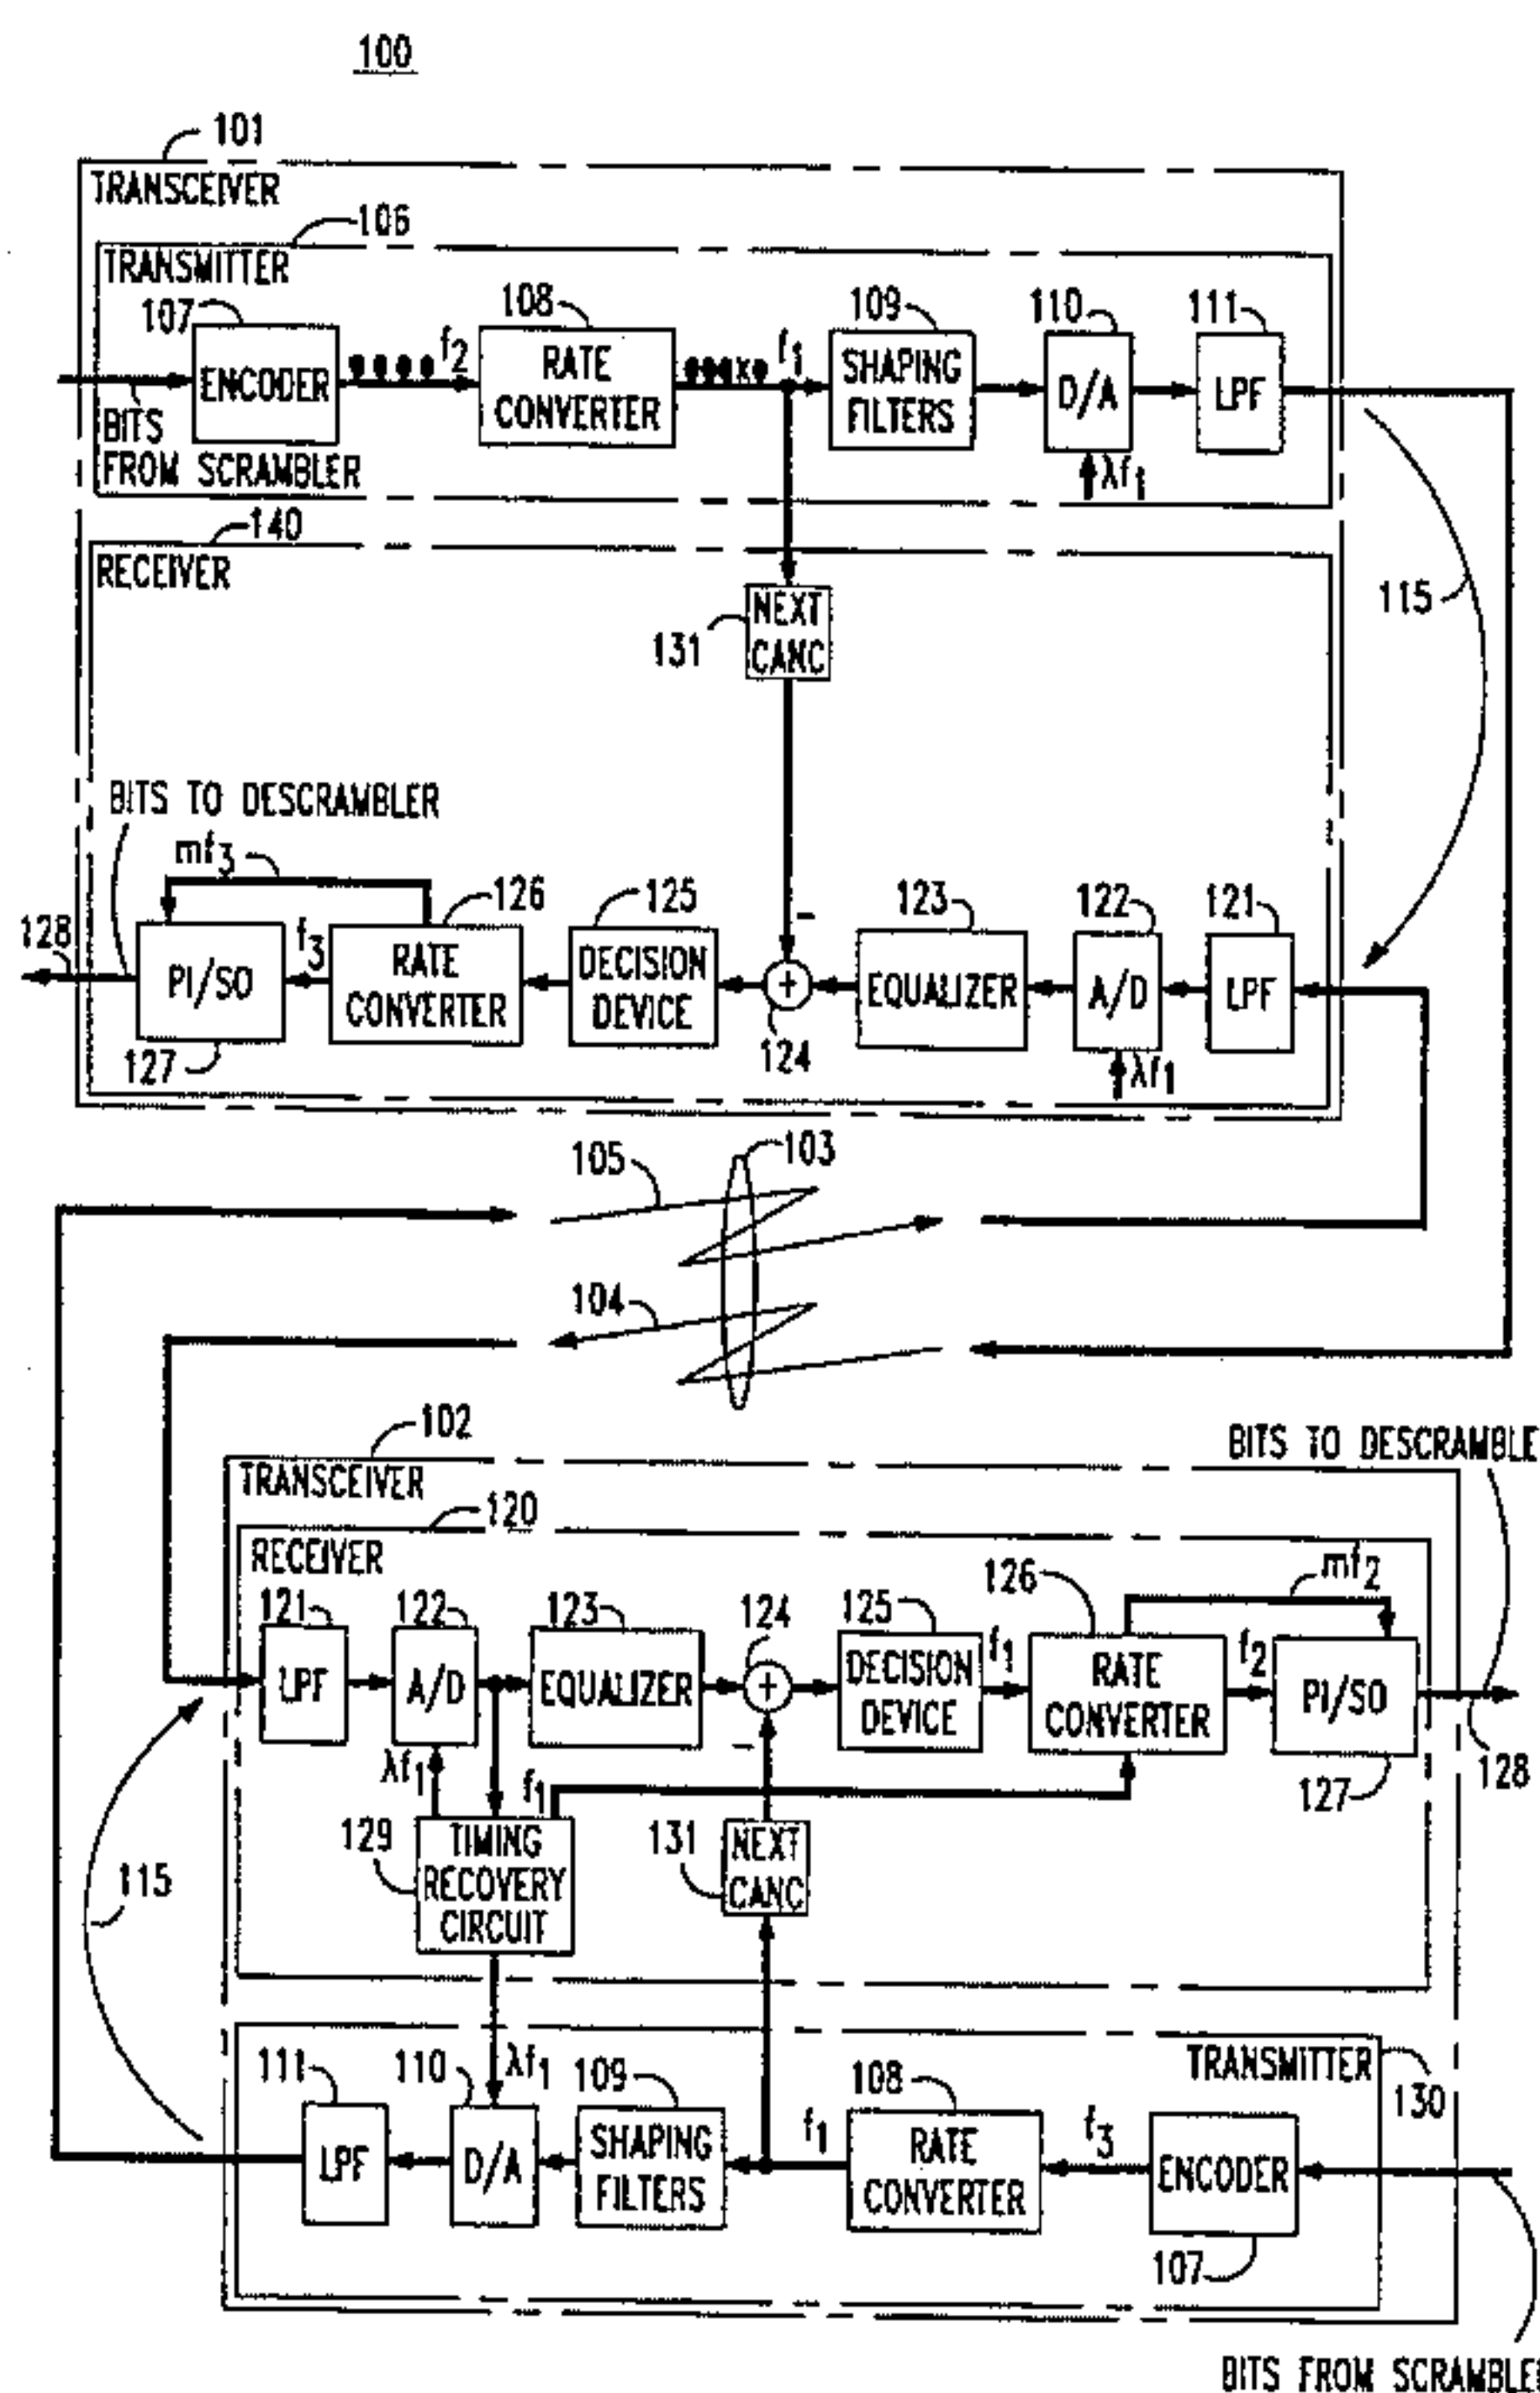 100
101
TRANSCEIVER
106
TRANSMITTER
107
108
109
110
111
ENCODER
f2
RATE
CONVERTER
f1
SHAPING
FILTERS
D/A
LPF
BITS
FROM SCRAMBLER
λf1
140
RECEIVER
115
NEXT
CANC
131
BITS TO DESCRAMBLER
mf3
126
125
123
122
121
128
PI/SO
f3
RATE
CONVERTER
DECISION
DEVICE
-
+
EQUALIZER
A/D
LPF
127
124
λf1
105
103
104
102
BITS TO DESCRAMBLE
TRANSCEIVER
120
RECEIVER
121
122
123
124
125
126
mf2
LPF
A/D
EQUALIZER
+
DECISION
DEVICE
f1
RATE
CONVERTER
f2
PI/SO
λf1
f1
-
127
128
129
TIMING
RECOVERY
CIRCUIT
131
NEXT
CANC
115
111
110
λf1
109
108
TRANSMITTER
130
LPF
D/A
SHAPING
FILTERS
f1
RATE
CONVERTER
f3
ENCODER
107
BITS FROM SCRAMBLE